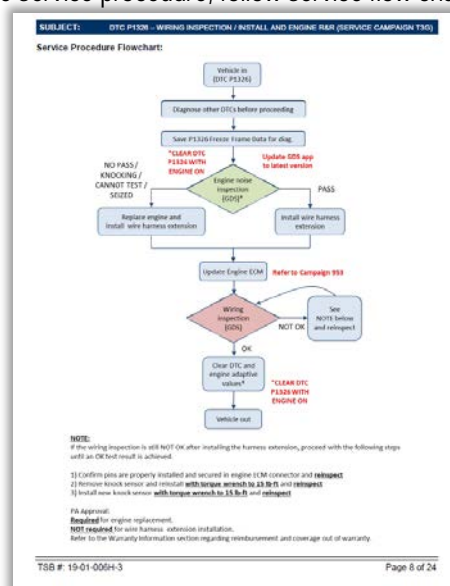 SUBJECT: DTC P1326 – WIRING INSPECTION / INSTALL AND ENGINE R&R (SERVICE CAMPAIGN T3G)
Service Procedure Flowchart:
Vehicle in
(DTC P1326)
Diagnose other DTCs before proceeding
Save P1326 Freeze Frame Data for diag.
*CLEAR DTC
P1326 WITH
ENGINE ON
Update GDS app
to latest version
NO PASS /
KNOCKING /
CANNOT TEST /
SEIZED
Engine noise
inspection
(GDS)*
PASS
Replace engine and
install wire harness extension
Install wire harness
extension
Update Engine ECM
Refer to Campaign 953
Wiring
inspection
(GDS)
NOT OK
See
NOTE below
and reinspect
OK
Clear DTC and
engine adaptive
values*
*CLEAR DTC
P1326 WITH
ENGINE ON
Vehicle out
NOTE:
If the wiring inspection is still NOT OK after installing the harness extension, proceed with the following steps
until an OK test result is achieved.
1) Confirm pins are properly installed and secured in engine ECM connector and reinspect
2) Remove knock sensor and reinstall with torque wrench to 15 lb-ft and reinspect
3) Install new knock sensor with torque wrench to 15 lb-ft and reinspect
PA Approval:
Required for engine replacement.
NOT required for wire harness extension installation.
Refer to the Warranty Information section regarding reimbursement and coverage out of warranty.
TSB #: 19-01-006H-3 Page 8 of 24